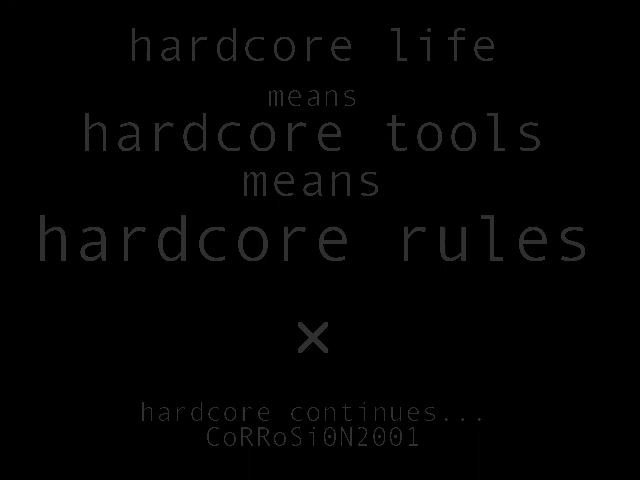 hardcore life
means
hardcore tools
means
hardcore rules
×
hardcore continues...
CoRRoSi0N2001